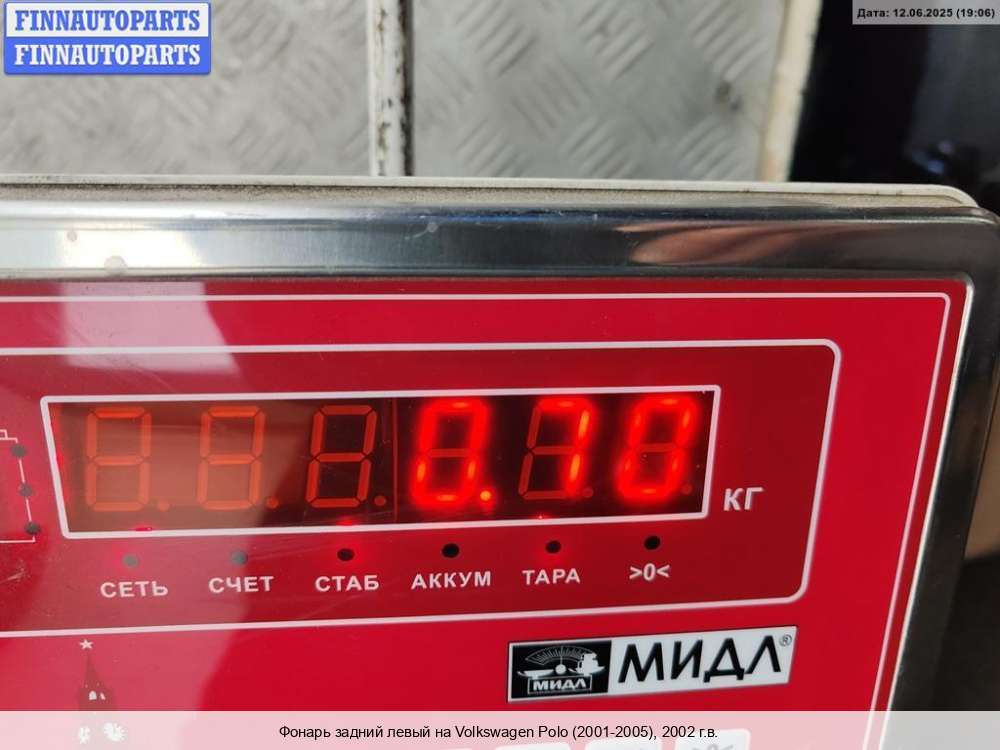 FINNAUTOPARTS
FINNAUTOPARTS
Дата: 12.06.2025 (19:06)
0.70
КГ
СЕТЬ СЧЕТ СТАБ АККУМ ТАРА >0<
МИДЛ МИДЛ®
Фонарь задний левый на Volkswagen Polo (2001-2005), 2002 г.в.